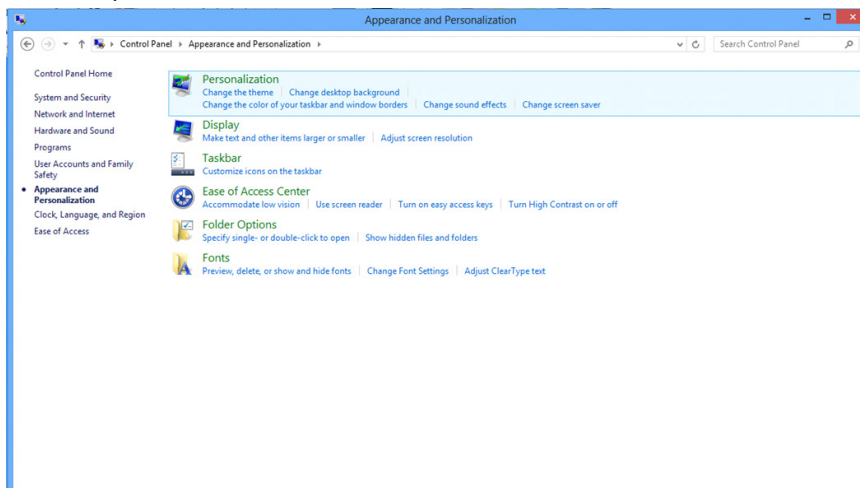 Appearance and Personalization
Control Panel Appearance and Personalization
Search Control Panel
Control Panel Home
System and Security
Network and Internet
Hardware and Sound
Programs
User Accounts and Family
Safety
Appearance and
Personalization
Clock, Language, and Region
Ease of Access
Personalization
Change the theme Change desktop background
Change the color of your taskbar and window borders Change sound effects Change screen saver
Display
Make text and other items larger or smaller Adjust screen resolution
Taskbar
Customize icons on the taskbar
Ease of Access Center
Accommodate low vision Use screen reader Turn on easy access keys Turn High Contrast on or off
Folder Options
Specify single- or double-click to open Show hidden files and folders
Fonts
Preview, delete, or show and hide fonts Change Font Settings Adjust ClearType text